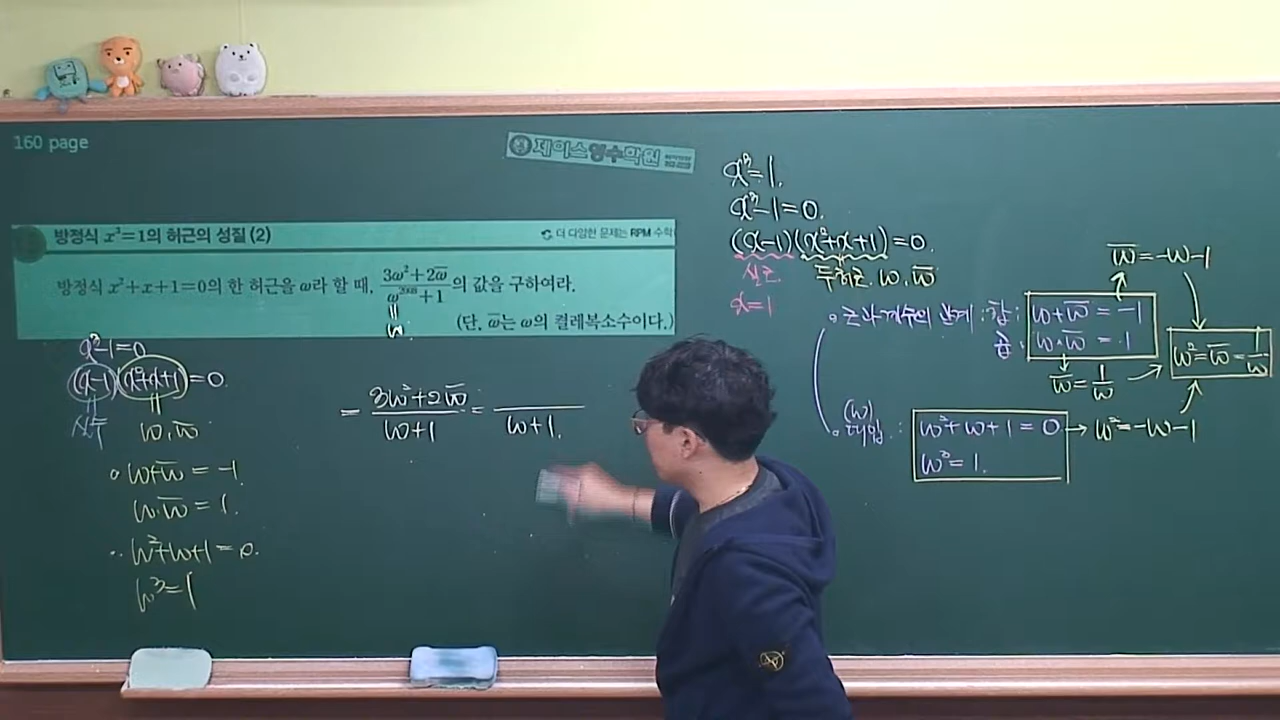 160 page
제이스영수학원
방정식 x³=1의 허근의 성질 (2)
더 다양한 문제는 RPM 수학
방정식 x²+x+1=0의 한 허근을 ω라 할 때, (3ω²+2ω̅)/(ω²⁰⁰⁸+1)의 값을 구하여라.
(단, ω̅는 ω의 켤레복소수이다.)
=
ω
x³-1=0
(x-1)(x²+x+1)=0.
ω, ω̅
ω+ω̅=-1.
ω·ω̅=1.
ω²+ω+1=0.
ω³=1
= (3ω²+2ω̅)/(ω+1) = /(ω+1.)
x³=1.
x³-1=0.
(x-1)(x²+x+1)=0.
실근
x=1
두허근 ω, ω̅
근과계수의 관계 : 합 : ω+ω̅=-1
곱 : ω·ω̅=1
ω̅=-ω-1
ω̅=1/ω
ω²=ω̅=1/ω
(ω)
대입 : ω²+ω+1=0 → ω²=-ω-1
ω³=1.